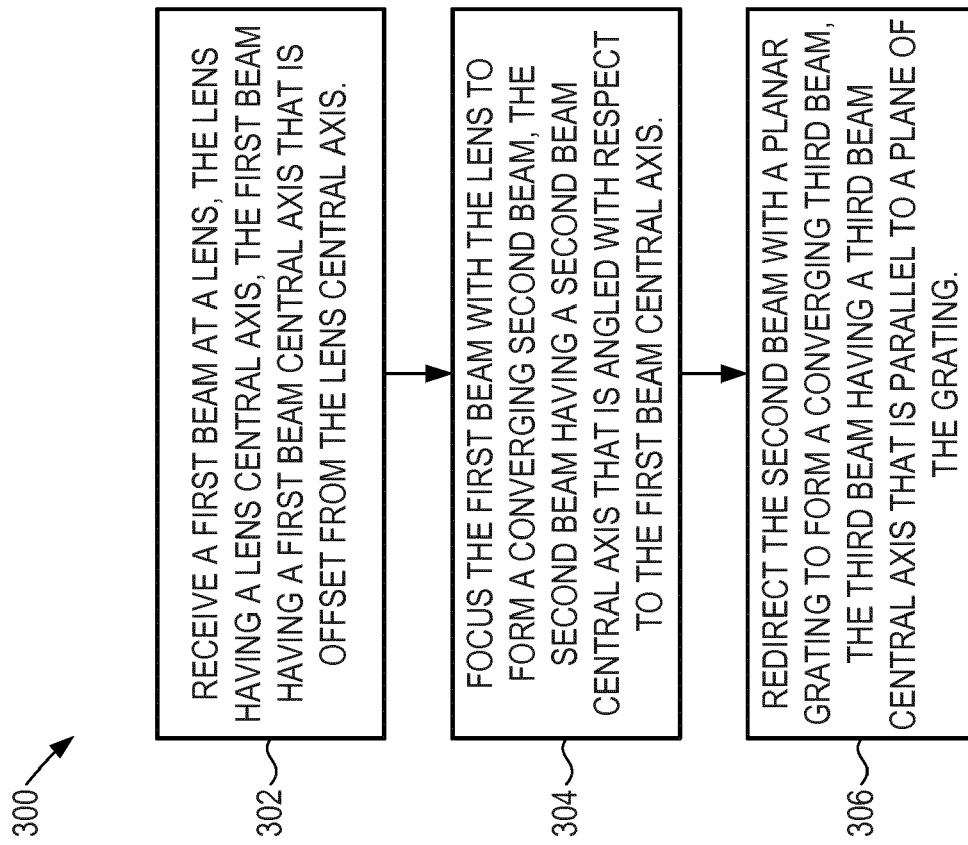 300
302
RECEIVE A FIRST BEAM AT A LENS, THE LENS
HAVING A LENS CENTRAL AXIS, THE FIRST BEAM
HAVING A FIRST BEAM CENTRAL AXIS THAT IS
OFFSET FROM THE LENS CENTRAL AXIS.
304
FOCUS THE FIRST BEAM WITH THE LENS TO
FORM A CONVERGING SECOND BEAM, THE
SECOND BEAM HAVING A SECOND BEAM
CENTRAL AXIS THAT IS ANGLED WITH RESPECT
TO THE FIRST BEAM CENTRAL AXIS.
306
REDIRECT THE SECOND BEAM WITH A PLANAR
GRATING TO FORM A CONVERGING THIRD BEAM,
THE THIRD BEAM HAVING A THIRD BEAM
CENTRAL AXIS THAT IS PARALLEL TO A PLANE OF
THE GRATING.